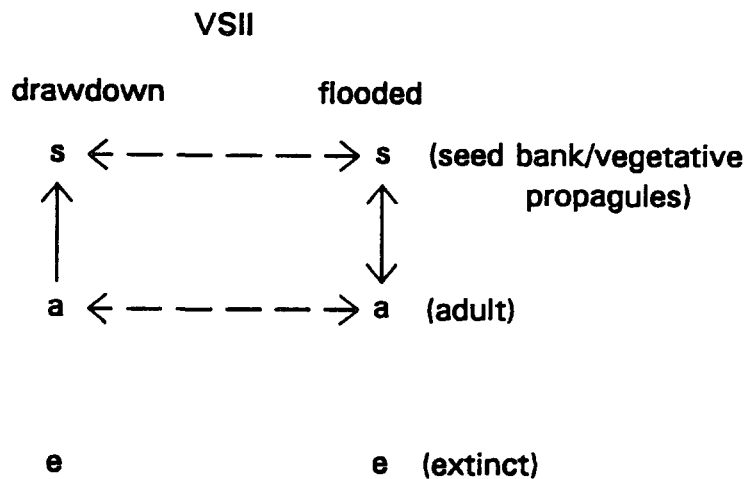 VSII
drawdown flooded
s s (seed bank/vegetative
propagules)
a a (adult)
e e (extinct)